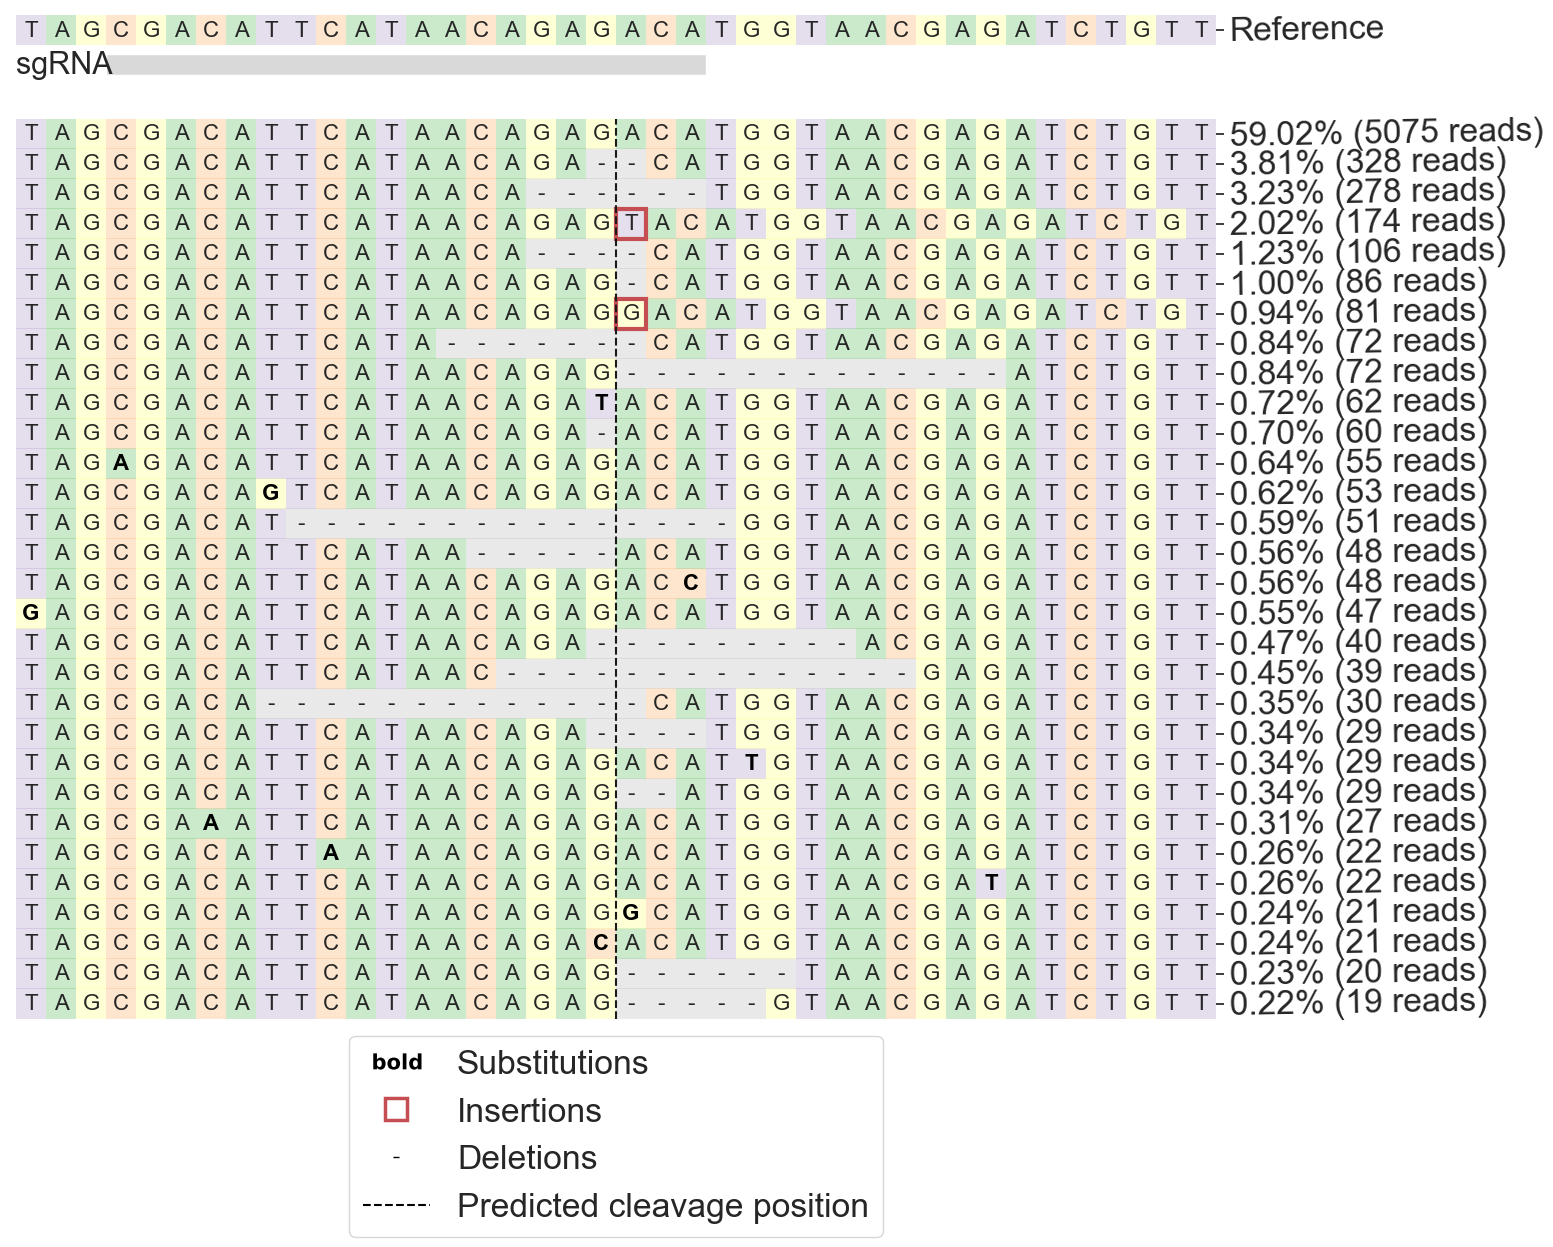 T A G C G A C A T T C A T A A C A G A G A C A T G G T A A C G A G A T C T G T T Reference
sgRNA
T A G C G A C A T T C A T A A C A G A G A C A T G G T A A C G A G A T C T G T T 59.02% (5075 reads)
T A G C G A C A T T C A T A A C A G A - - C A T G G T A A C G A G A T C T G T T 3.81% (328 reads)
T A G C G A C A T T C A T A A C A - - - - - - T G G T A A C G A G A T C T G T T 3.23% (278 reads)
T A G C G A C A T T C A T A A C A G A G T A C A T G G T A A C G A G A T C T G T 2.02% (174 reads)
T A G C G A C A T T C A T A A C A - - - - C A T G G T A A C G A G A T C T G T T 1.23% (106 reads)
T A G C G A C A T T C A T A A C A G A G - C A T G G T A A C G A G A T C T G T T 1.00% (86 reads)
T A G C G A C A T T C A T A A C A G A G G A C A T G G T A A C G A G A T C T G T 0.94% (81 reads)
T A G C G A C A T T C A T A - - - - - - - C A T G G T A A C G A G A T C T G T T 0.84% (72 reads)
T A G C G A C A T T C A T A A C A G A G - - - - - - - - - - - - - A T C T G T T 0.84% (72 reads)
T A G C G A C A T T C A T A A C A G A T A C A T G G T A A C G A G A T C T G T T 0.72% (62 reads)
T A G C G A C A T T C A T A A C A G A - A C A T G G T A A C G A G A T C T G T T 0.70% (60 reads)
T A G A G A C A T T C A T A A C A G A G A C A T G G T A A C G A G A T C T G T T 0.64% (55 reads)
T A G C G A C A G T C A T A A C A G A G A C A T G G T A A C G A G A T C T G T T 0.62% (53 reads)
T A G C G A C A T - - - - - - - - - - - - - - - G G T A A C G A G A T C T G T T 0.59% (51 reads)
T A G C G A C A T T C A T A A - - - - - A C A T G G T A A C G A G A T C T G T T 0.56% (48 reads)
T A G C G A C A T T C A T A A C A G A G A C C T G G T A A C G A G A T C T G T T 0.56% (48 reads)
G A G C G A C A T T C A T A A C A G A G A C A T G G T A A C G A G A T C T G T T 0.55% (47 reads)
T A G C G A C A T T C A T A A C A G A - - - - - - - - - A C G A G A T C T G T T 0.47% (40 reads)
T A G C G A C A T T C A T A A C - - - - - - - - - - - - - - G A G A T C T G T T 0.45% (39 reads)
T A G C G A C A - - - - - - - - - - - - - C A T G G T A A C G A G A T C T G T T 0.35% (30 reads)
T A G C G A C A T T C A T A A C A G A - - - - T G G T A A C G A G A T C T G T T 0.34% (29 reads)
T A G C G A C A T T C A T A A C A G A G A C A T T G T A A C G A G A T C T G T T 0.34% (29 reads)
T A G C G A C A T T C A T A A C A G A G - - A T G G T A A C G A G A T C T G T T 0.34% (29 reads)
T A G C G A A A T T C A T A A C A G A G A C A T G G T A A C G A G A T C T G T T 0.31% (27 reads)
T A G C G A C A T T A A T A A C A G A G A C A T G G T A A C G A G A T C T G T T 0.26% (22 reads)
T A G C G A C A T T C A T A A C A G A G A C A T G G T A A C G A T A T C T G T T 0.26% (22 reads)
T A G C G A C A T T C A T A A C A G A G G C A T G G T A A C G A G A T C T G T T 0.24% (21 reads)
T A G C G A C A T T C A T A A C A G A C A C A T G G T A A C G A G A T C T G T T 0.24% (21 reads)
T A G C G A C A T T C A T A A C A G A G - - - - - - T A A C G A G A T C T G T T 0.23% (20 reads)
T A G C G A C A T T C A T A A C A G A G - - - - - G T A A C G A G A T C T G T T 0.22% (19 reads)
bold Substitutions
Insertions
- Deletions
Predicted cleavage position